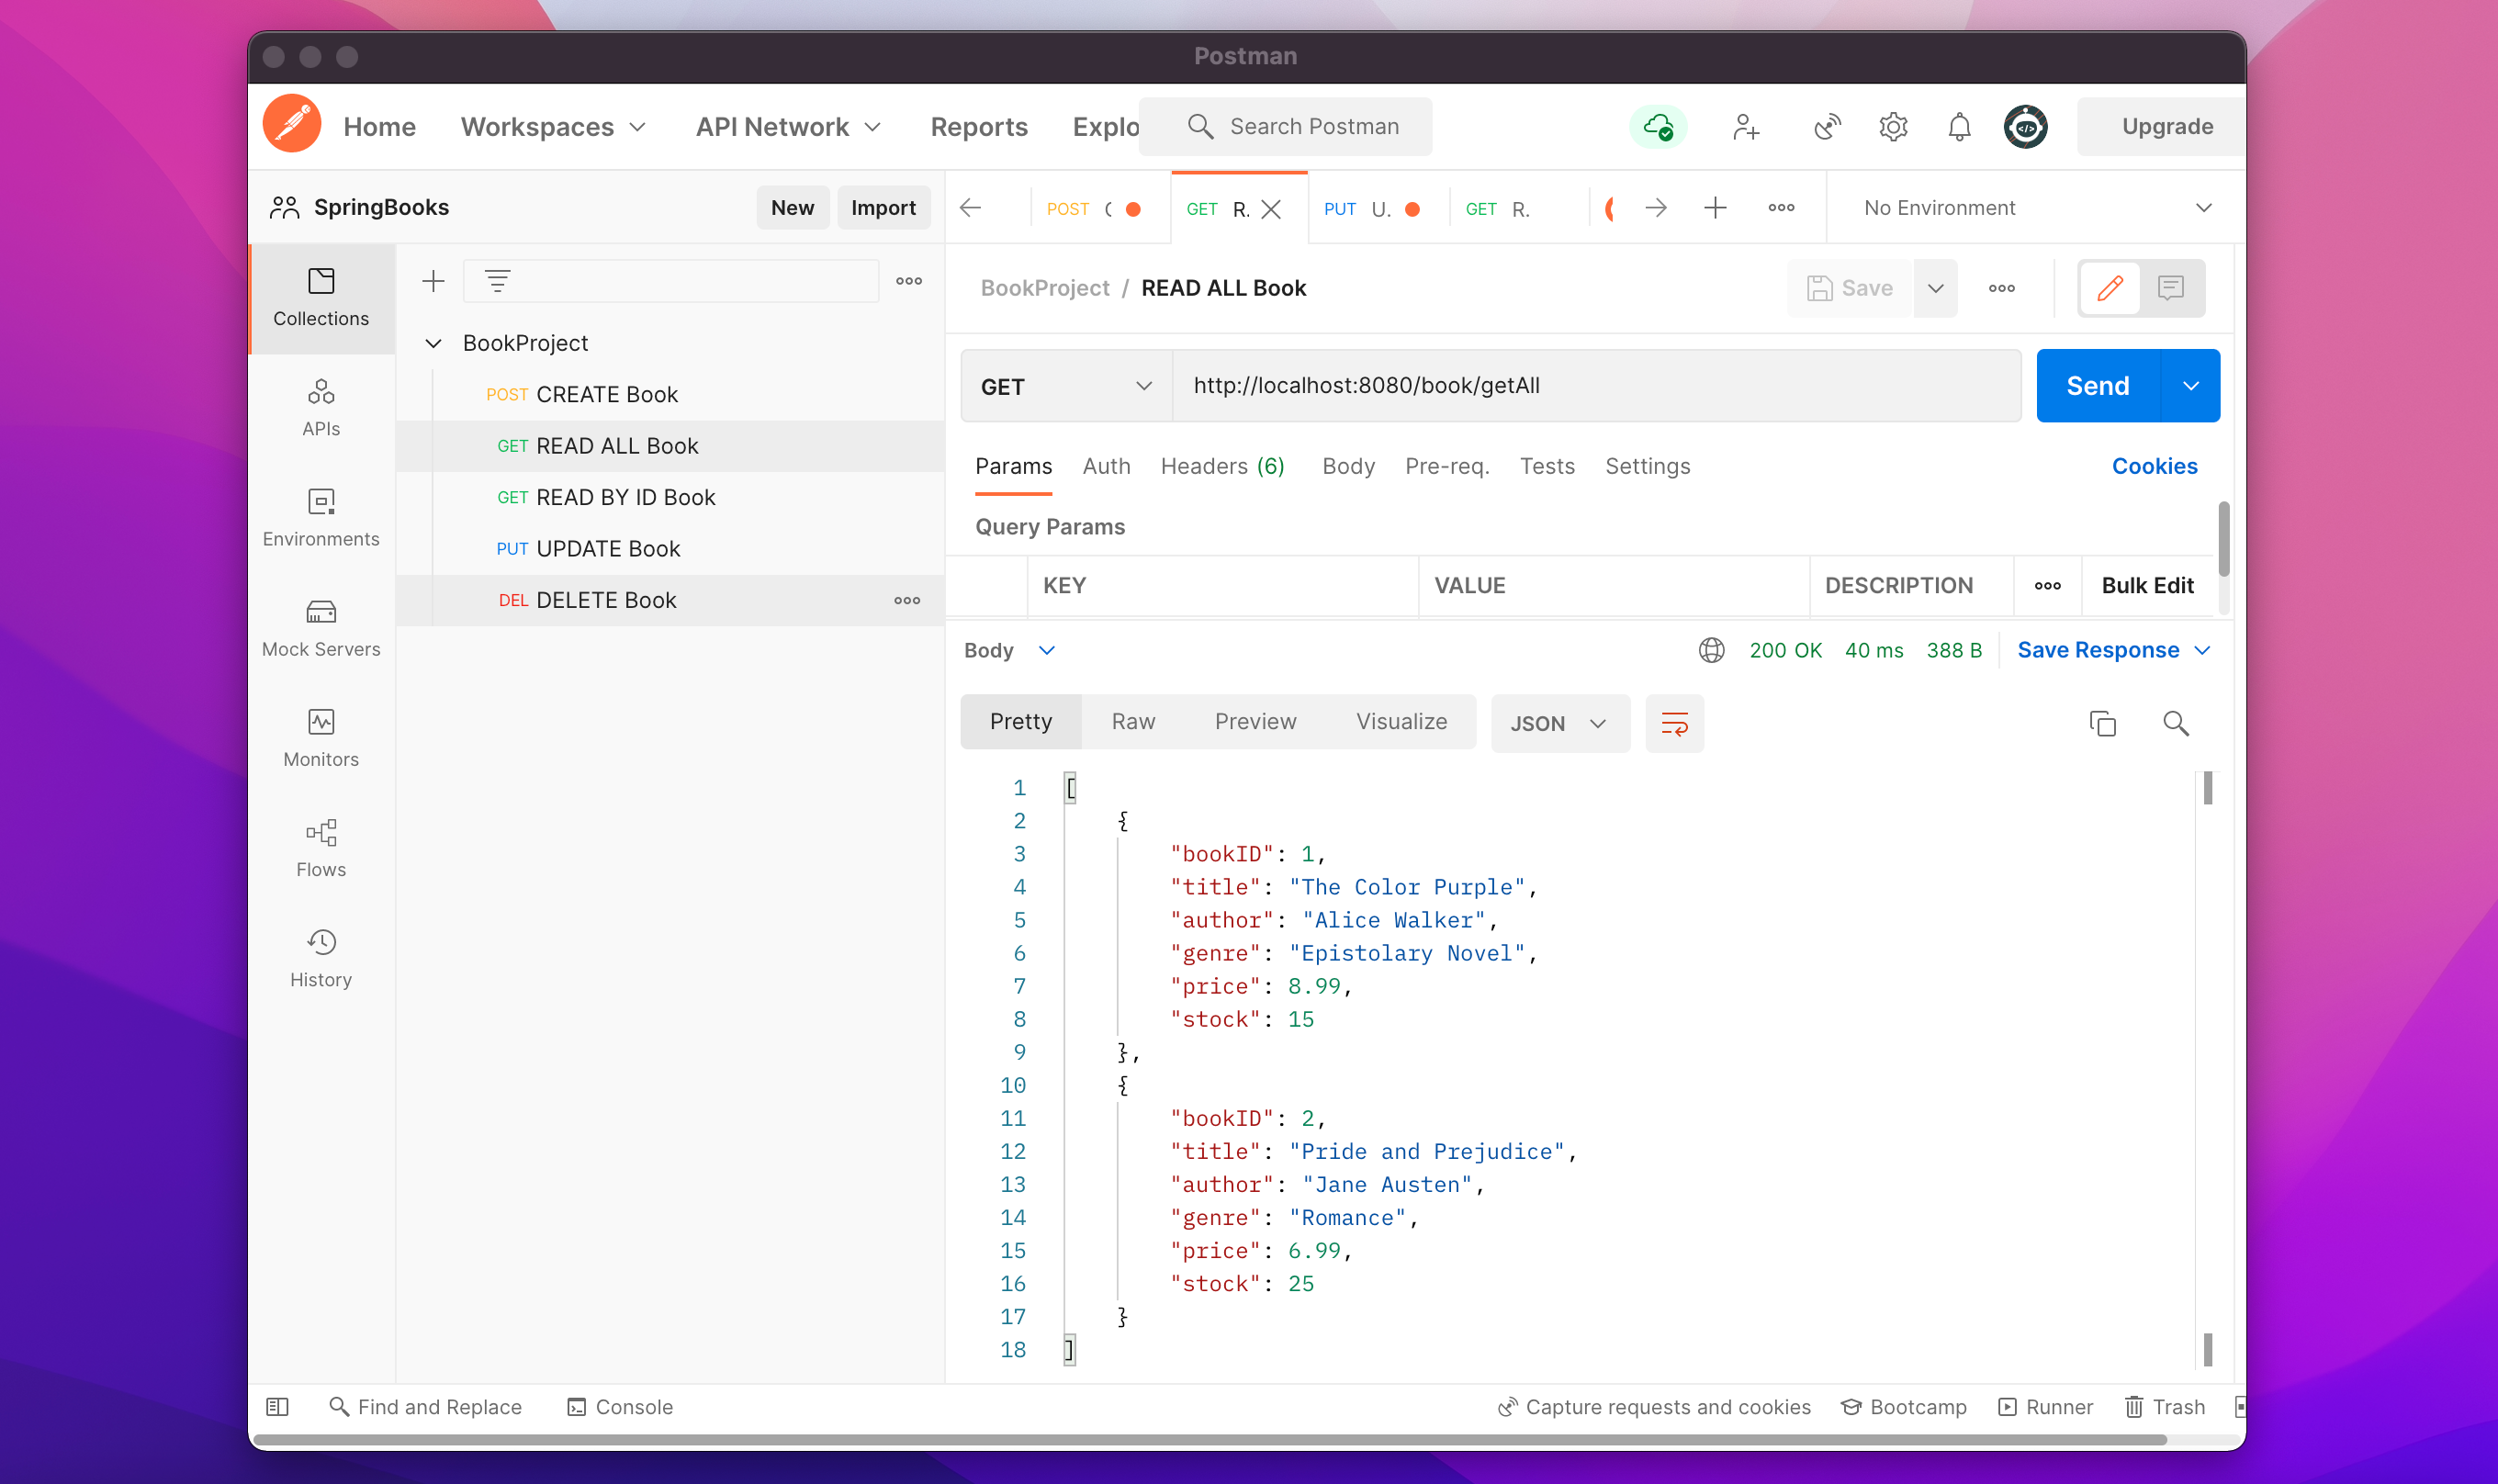 Postman
Home Workspaces API Network Reports Explo Search Postman Upgrade
SpringBooks New Import
POST GET R. PUT U. GET R. No Environment
Collections
APIs
Environments
Mock Servers
Monitors
Flows
History
BookProject
POST CREATE Book
GET READ ALL Book
GET READ BY ID Book
PUT UPDATE Book
DEL DELETE Book
BookProject / READ ALL Book Save
GET http://localhost:8080/book/getAll Send
Params Auth Headers (6) Body Pre-req. Tests Settings Cookies
Query Params
KEY VALUE DESCRIPTION Bulk Edit
Body 200 OK 40 ms 388 B Save Response
Pretty Raw Preview Visualize JSON
1 [
2 {
3 "bookID": 1,
4 "title": "The Color Purple",
5 "author": "Alice Walker",
6 "genre": "Epistolary Novel",
7 "price": 8.99,
8 "stock": 15
9 },
10 {
11 "bookID": 2,
12 "title": "Pride and Prejudice",
13 "author": "Jane Austen",
14 "genre": "Romance",
15 "price": 6.99,
16 "stock": 25
17 }
18 ]
Find and Replace Console Capture requests and cookies Bootcamp Runner Trash